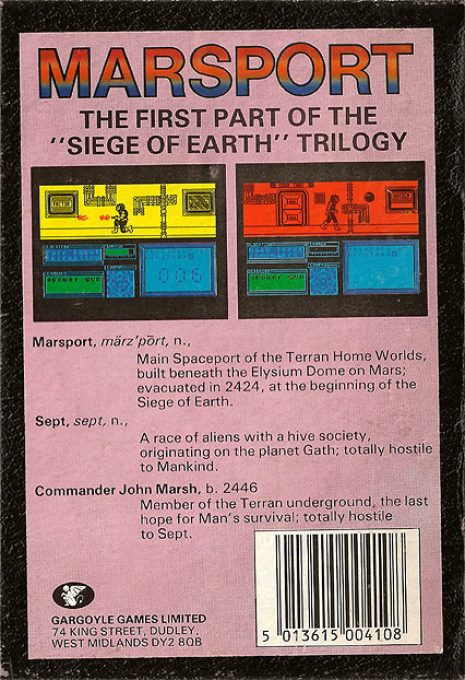 MARSPORT
THE FIRST PART OF THE
"SIEGE OF EARTH" TRILOGY
Marsport, märz'pōrt, n.,
Main Spaceport of the Terran Home Worlds,
built beneath the Elysium Dome on Mars;
evacuated in 2424, at the beginning of the
Siege of Earth.
Sept, sept, n.,
A race of aliens with a hive society,
originating on the planet Gath; totally hostile
to Mankind.
Commander John Marsh, b. 2446
Member of the Terran underground, the last
hope for Man's survival; totally hostile
to Sept.
GARGOYLE GAMES LIMITED
74 KING STREET, DUDLEY,
WEST MIDLANDS DY2 8QB
5 013615 004108